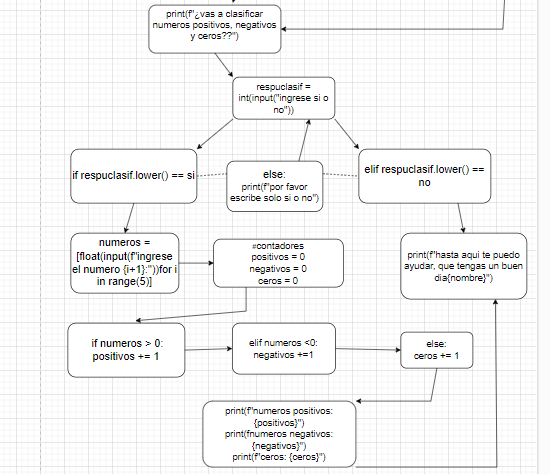 print(f"¿vas a clasificar
numeros positivos, negativos
y ceros??")
respuclasif =
int(input("ingrese si o
no"))
if respuclasif.lower() == si
else:
print(f"por favor
escribe solo si o no")
elif respuclasif.lower() ==
no
numeros =
[float(input(f"ingrese
el numero {i+1}:"))for i
in range(5)]
#contadores
positivos = 0
negativos = 0
ceros = 0
print(f"hasta aqui te puedo
ayudar, que tengas un buen
dia{nombre}")
if numeros > 0:
positivos += 1
elif numeros <0:
negativos +=1
else:
ceros += 1
print(f"numeros positivos:
{positivos}")
print(fnumeros negativos:
{negativos}")
print(f"ceros: {ceros}")